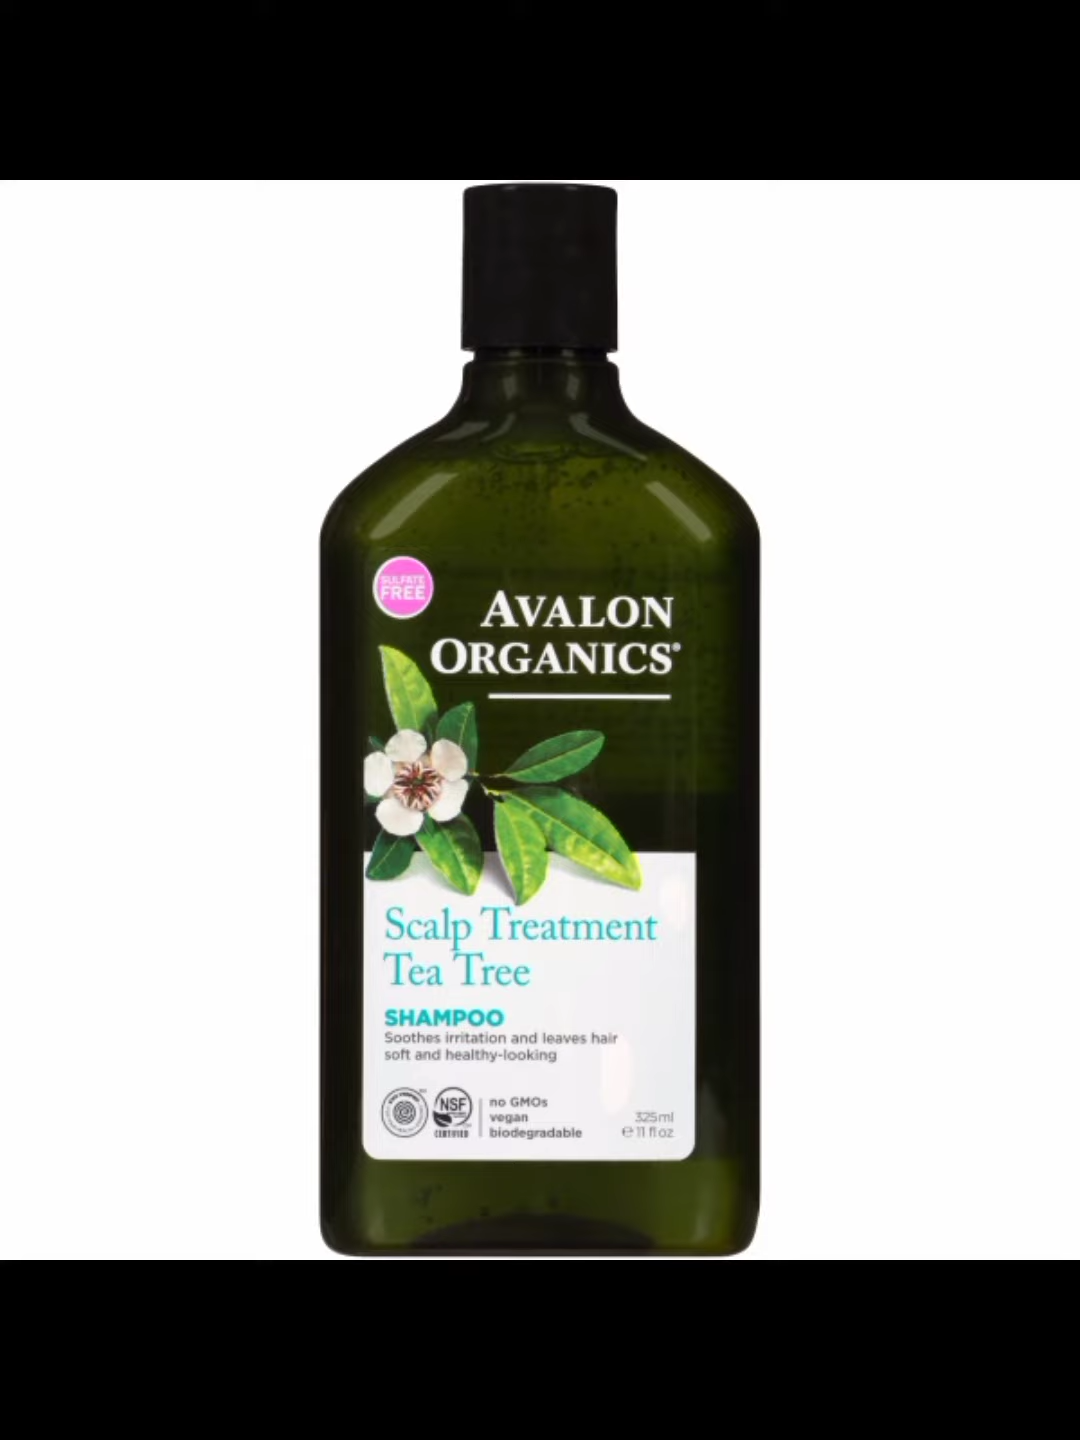 SULFATE
FREE
AVALON
ORGANICS®
Scalp Treatment
Tea Tree
SHAMPOO
Soothes irritation and leaves hair
soft and healthy-looking
NSF
CERTIFIED
no GMOs
vegan
biodegradable
325ml
℮ 11 fl oz